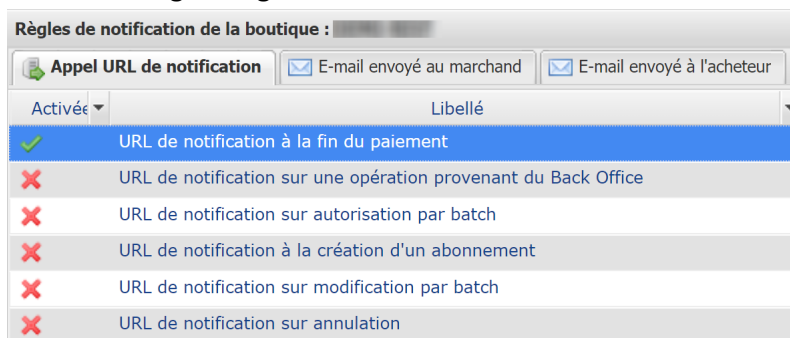 Règles de notification de la boutique :
Appel URL de notification E-mail envoyé au marchand E-mail envoyé à l'acheteur
Activée Libellé
URL de notification à la fin du paiement
URL de notification sur une opération provenant du Back Office
URL de notification sur autorisation par batch
URL de notification à la création d'un abonnement
URL de notification sur modification par batch
URL de notification sur annulation